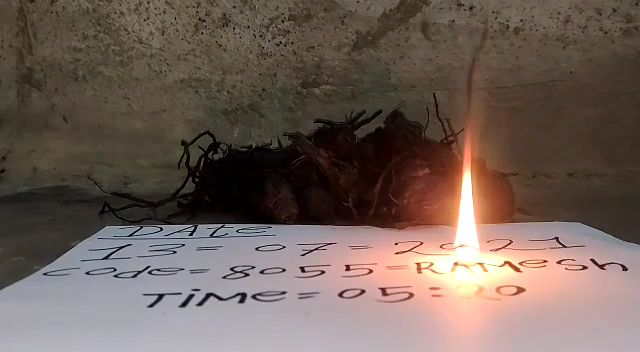 DATe
13= 07= 2021
code= 8055=RAMesh
TiMe= 05:20